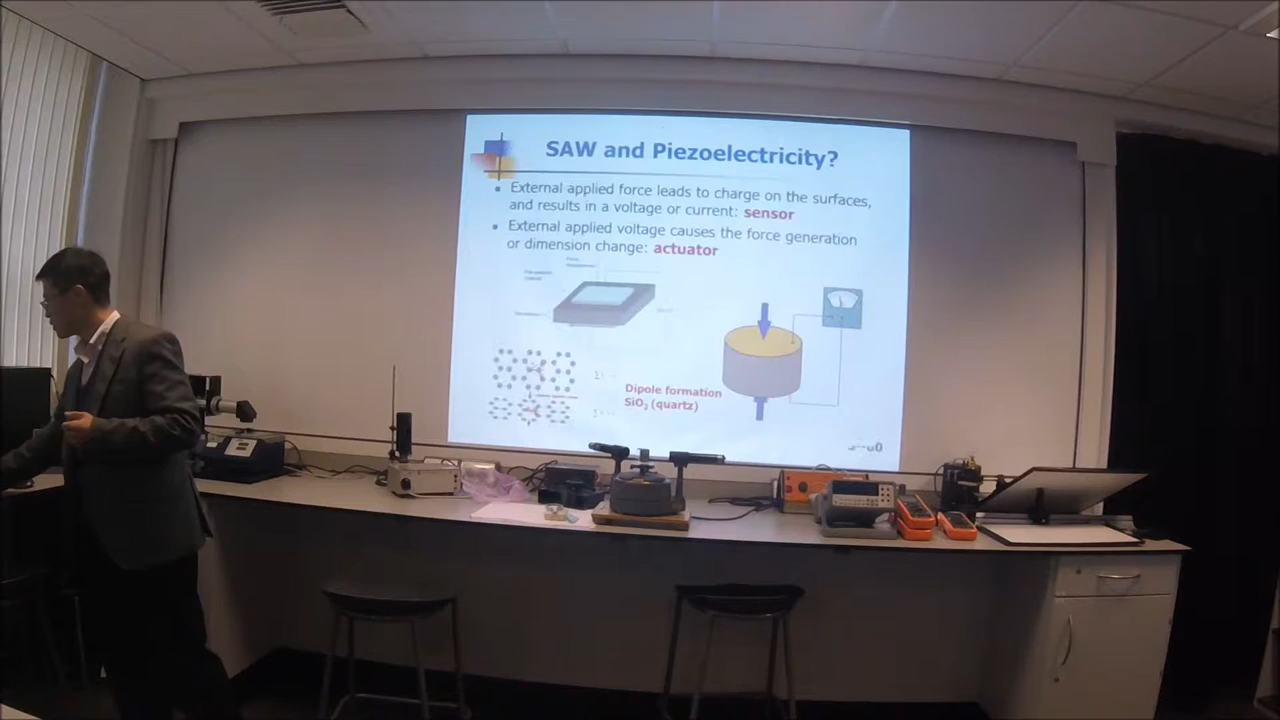 SAW and Piezoelectricity?
External applied force leads to charge on the surfaces,
and results in a voltage or current: sensor
External applied voltage causes the force generation
or dimension change: actuator
Dipole formation
SiO₂ (quartz)